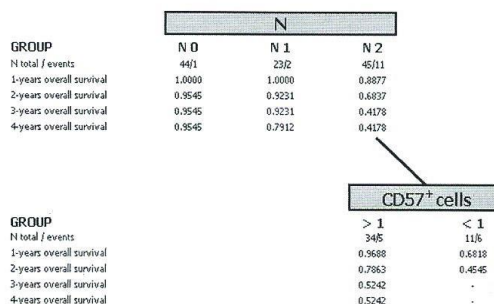 N
GROUP N 0 N 1 N 2
N total / events 44/1 23/2 45/11
1-years overall survival 1.0000 1.0000 0.8877
2-years overall survival 0.9545 0.9231 0.6837
3-years overall survival 0.9545 0.9231 0.4178
4-years overall survival 0.9545 0.7912 0.4178
CD57+ cells
GROUP > 1 < 1
N total / events 34/5 11/6
1-years overall survival 0.9688 0.6818
2-years overall survival 0.7863 0.4545
3-years overall survival 0.5242 -
4-years overall survival 0.5242 -